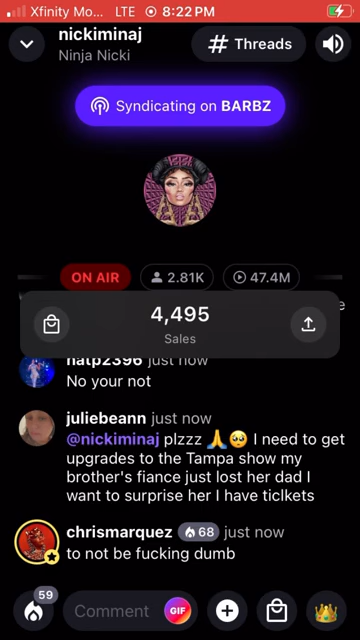 Xfinity Mo... LTE 8:22 PM
nickiminaj
Ninja Nicki
# Threads
Syndicating on BARBZ
ON AIR 2.81K 47.4M
e
4,495
Sales
natp2396 just now
No your not
juliebeann just now
@nickiminaj plzzz 🙏🥺 I need to get
upgrades to the Tampa show my
brother's fiance just lost her dad I
want to surprise her I have ticlkets
chrismarquez 68 just now
to not be fucking dumb
59
Comment GIF